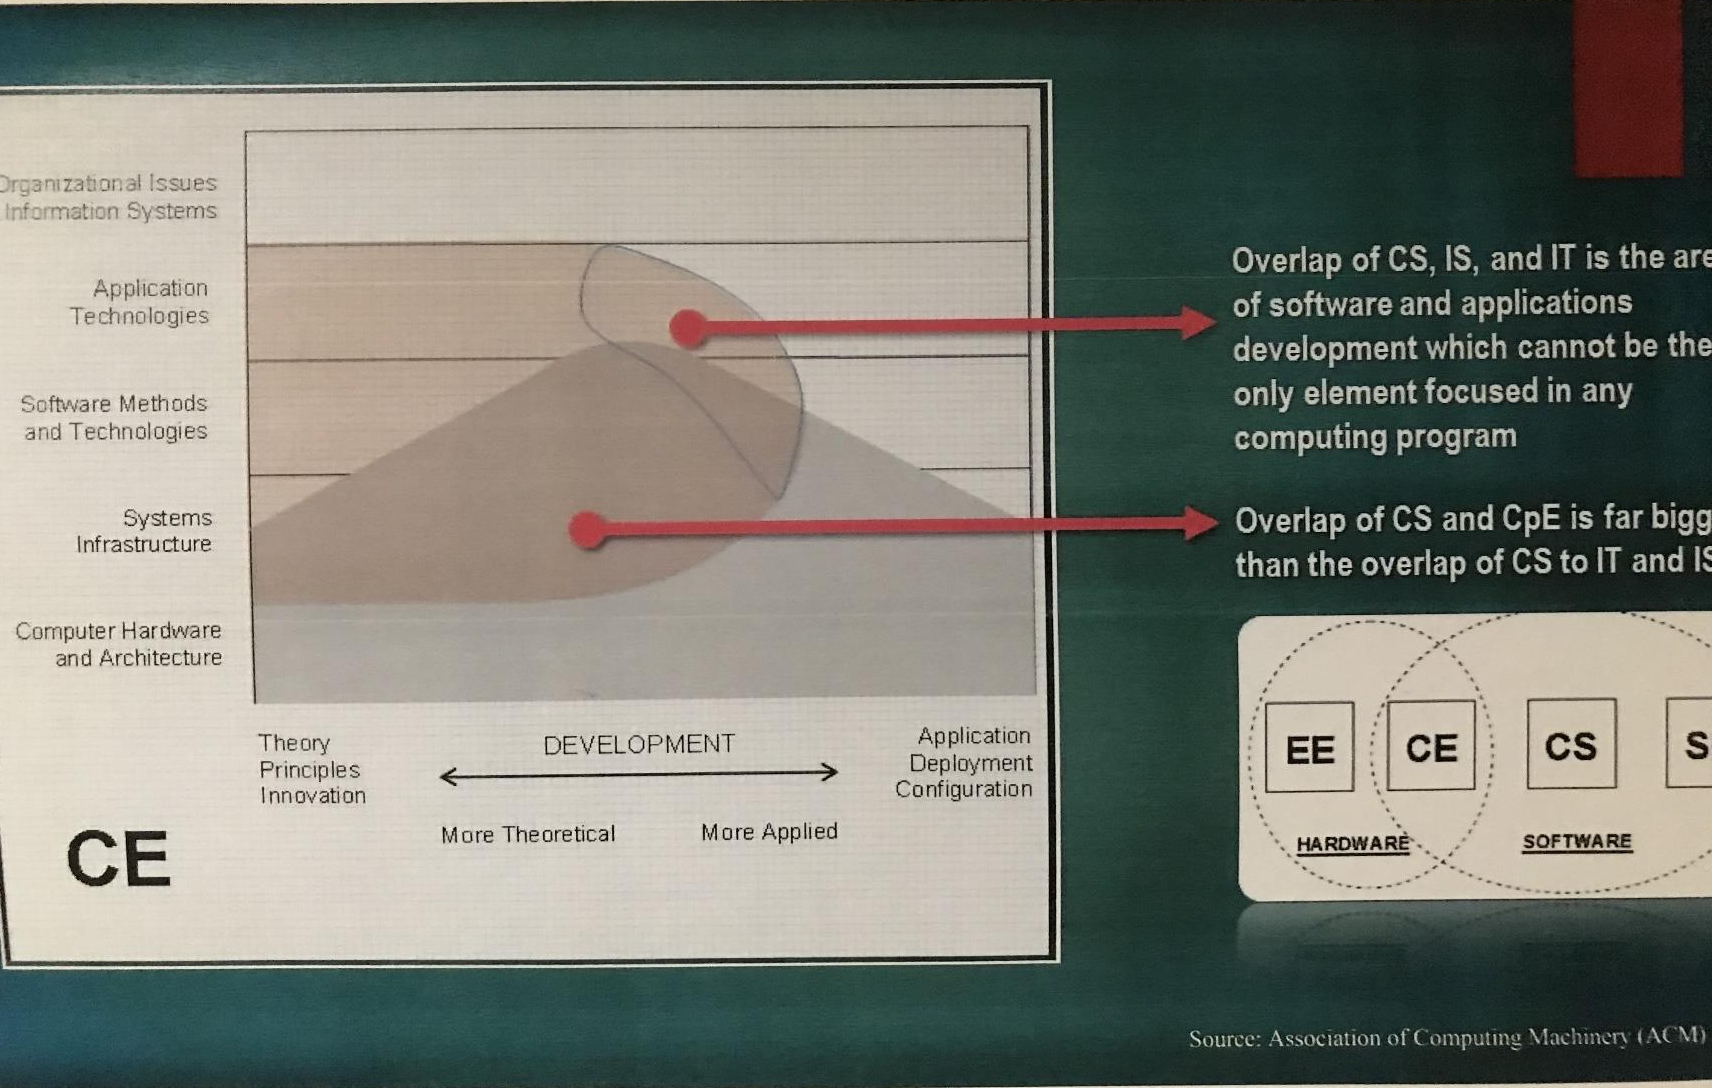 Organizational Issues
Information Systems
Application
Technologies
Software Methods
and Technologies
Systems
Infrastructure
Computer Hardware
and Architecture
Theory
Principles
Innovation
DEVELOPMENT
Application
Deployment
Configuration
More Theoretical
More Applied
CE
Overlap of CS, IS, and IT is the are
of software and applications
development which cannot be the
only element focused in any
computing program
Overlap of CS and CpE is far bigg
than the overlap of CS to IT and IS
EE
CE
CS
S
HARDWARE
SOFTWARE
Source: Association of Computing Machinery (ACM)